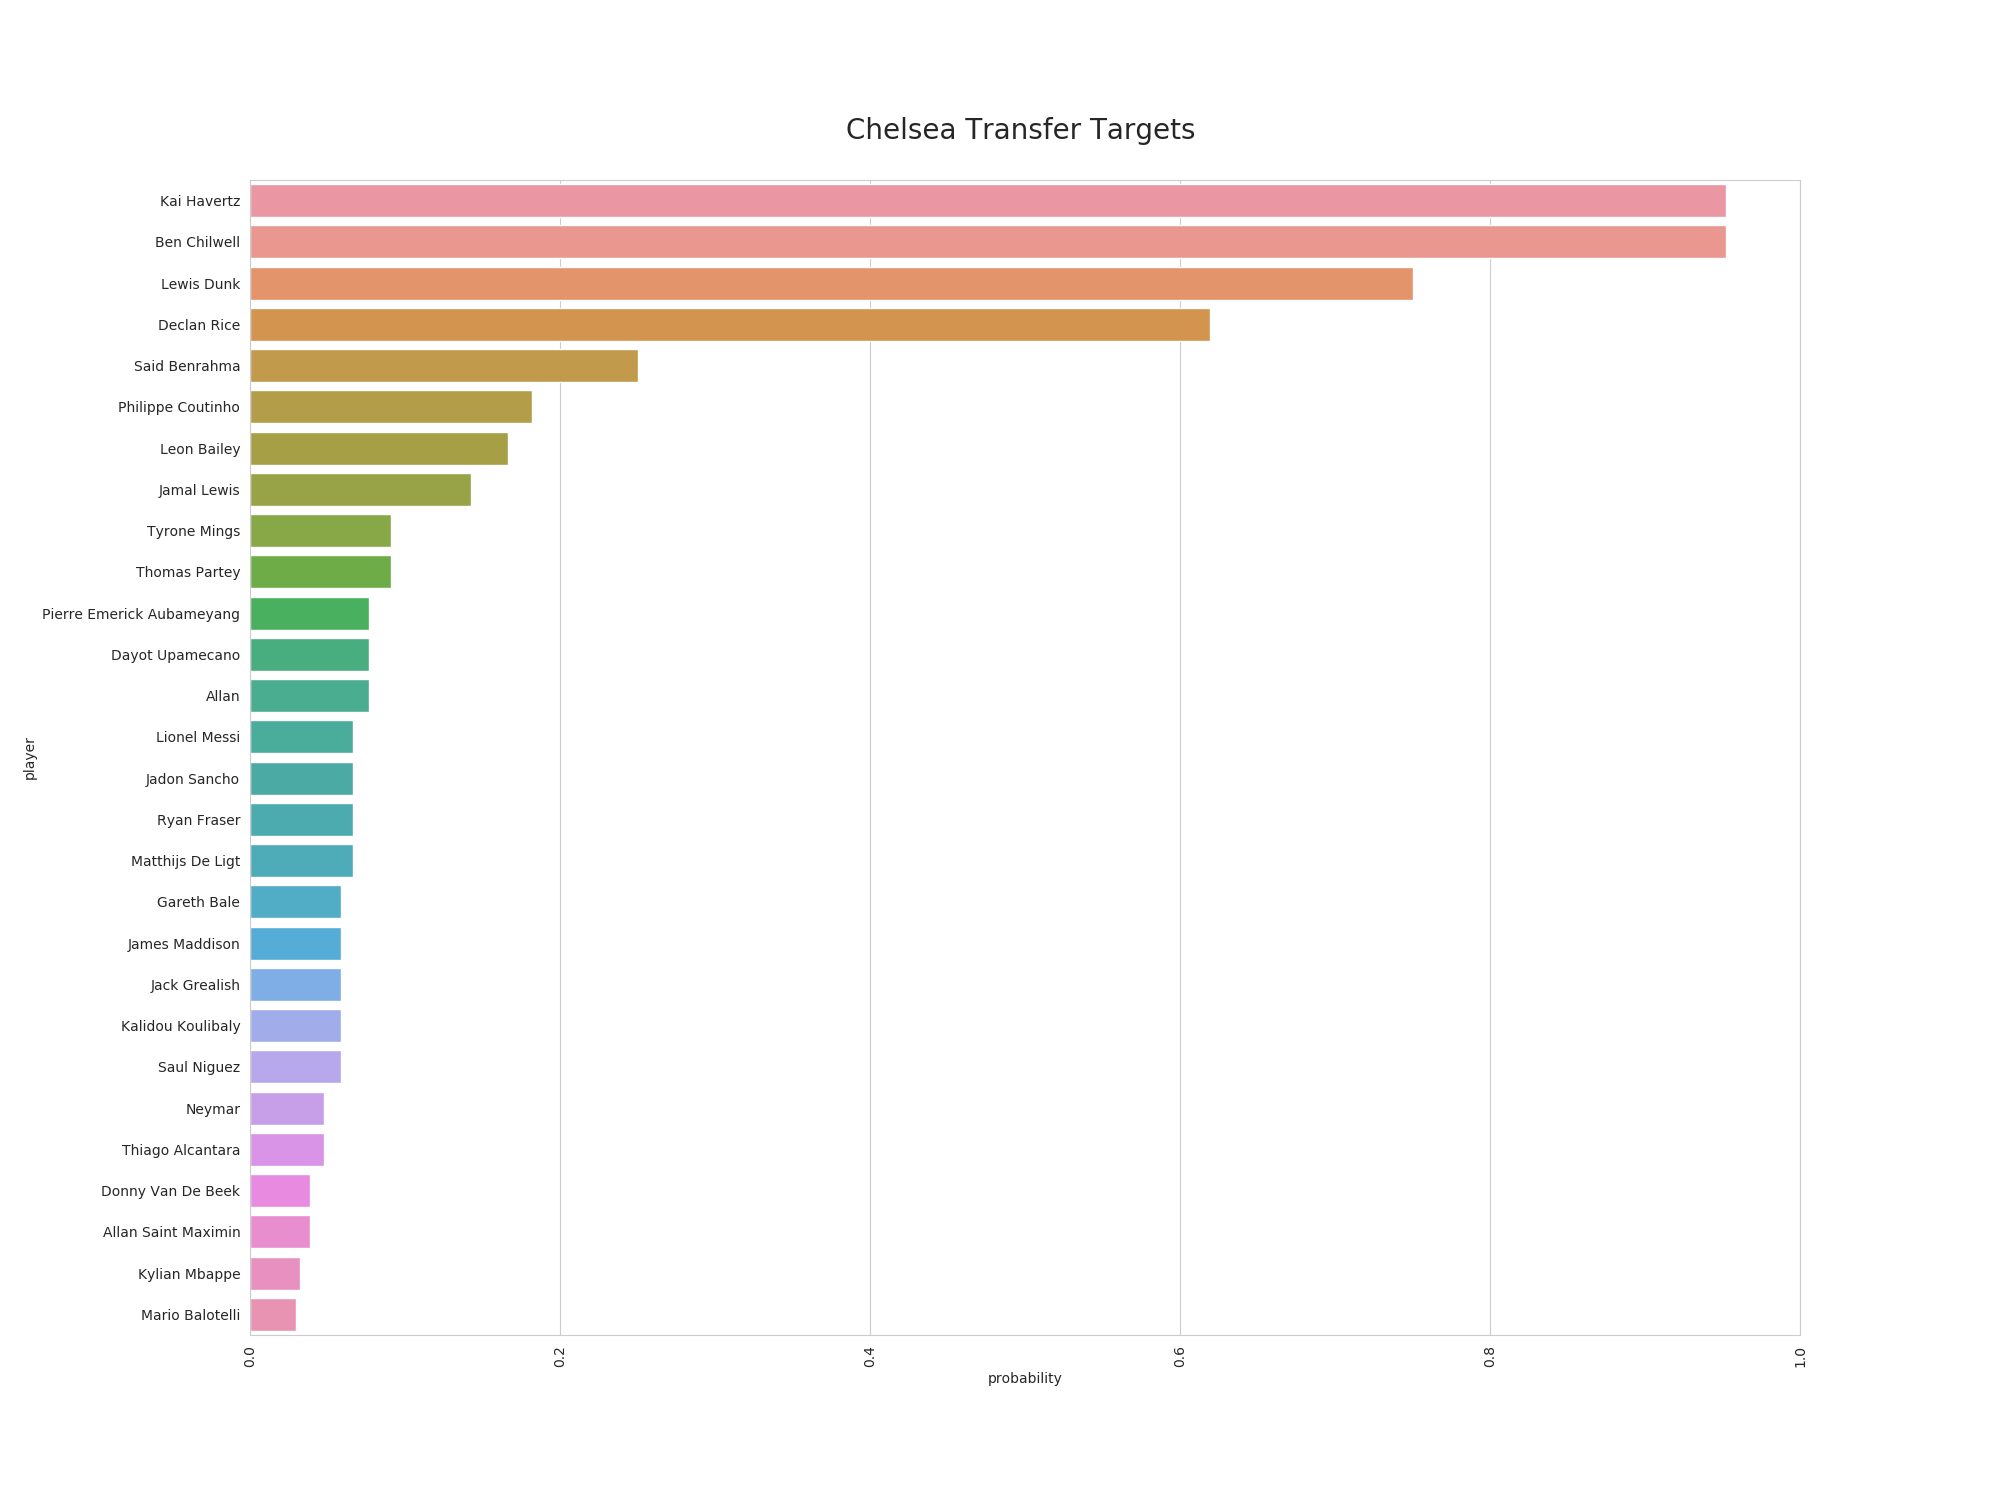 Chelsea Transfer Targets
Kai Havertz
Ben Chilwell
Lewis Dunk
Declan Rice
Said Benrahma
Philippe Coutinho
Leon Bailey
Jamal Lewis
Tyrone Mings
Thomas Partey
Pierre Emerick Aubameyang
Dayot Upamecano
Allan
Lionel Messi
Jadon Sancho
Ryan Fraser
Matthijs De Ligt
Gareth Bale
James Maddison
Jack Grealish
Kalidou Koulibaly
Saul Niguez
Neymar
Thiago Alcantara
Donny Van De Beek
Allan Saint Maximin
Kylian Mbappe
Mario Balotelli
player
0.0 0.2 0.4 0.6 0.8 1.0
probability